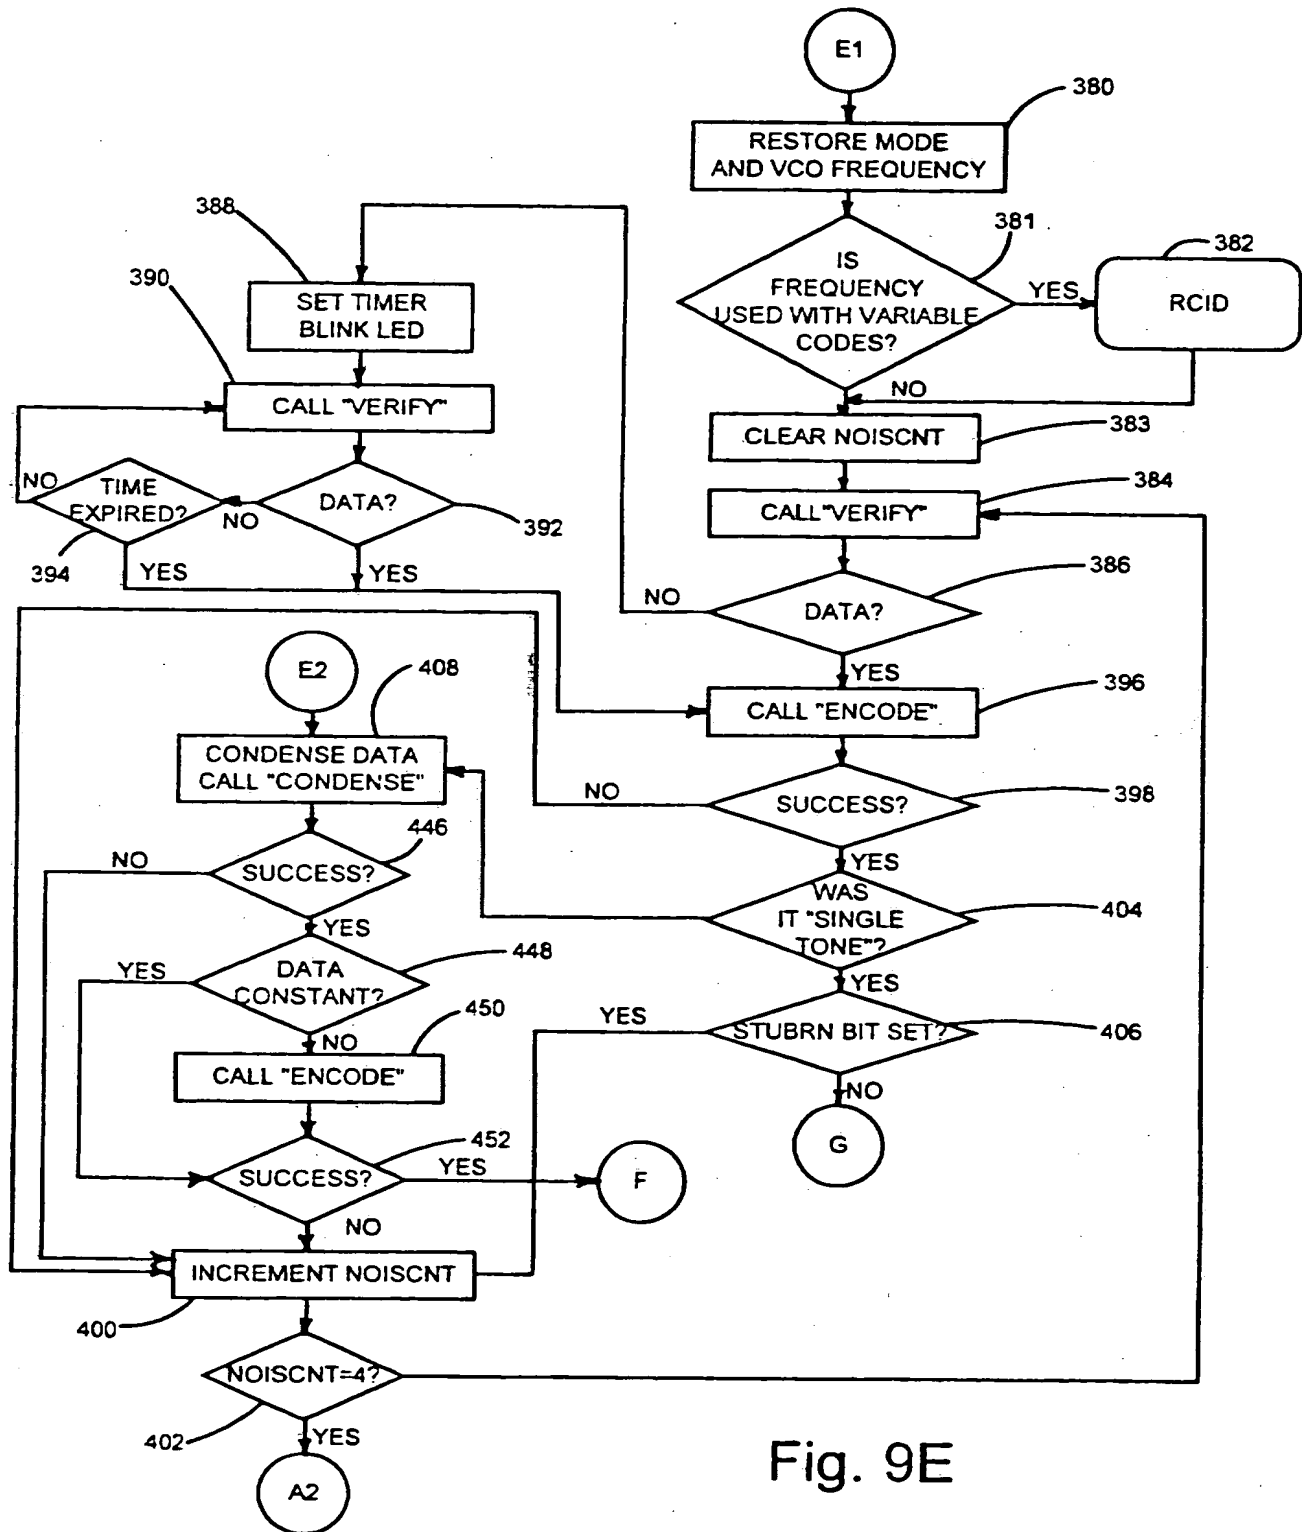 E1
380
RESTORE MODE
AND VCO FREQUENCY
388
381
382
IS
FREQUENCY
USED WITH VARIABLE
CODES?
YES
RCID
390
SET TIMER
BLINK LED
NO
CALL "VERIFY"
CLEAR NOISCNT
383
384
CALL"VERIFY"
NO
TIME
EXPIRED?
NO
DATA?
392
394
YES
YES
386
NO
DATA?
YES
E2
408
396
CALL "ENCODE"
CONDENSE DATA
CALL "CONDENSE"
NO
SUCCESS?
398
446
NO
SUCCESS?
YES
WAS
IT "SINGLE
TONE"?
404
YES
448
YES
DATA
CONSTANT?
YES
450
YES
STUBRN BIT SET?
406
NO
CALL "ENCODE"
NO
G
452
SUCCESS?
YES
F
NO
INCREMENT NOISCNT
400
NOISCNT=4?
402
YES
A2
Fig. 9E